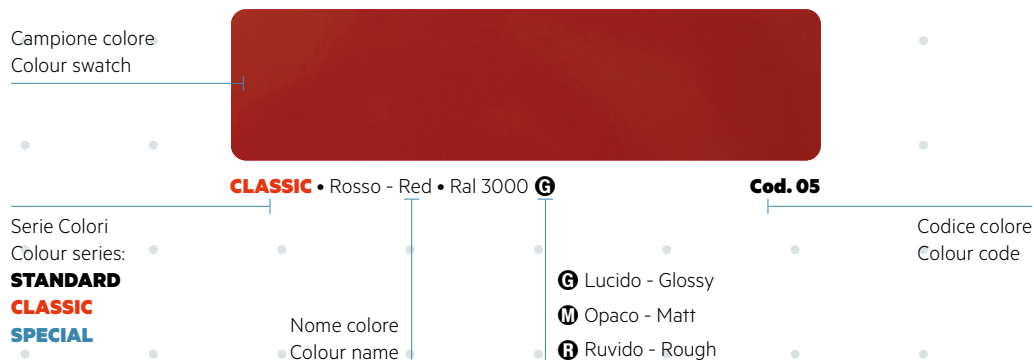 Campione colore
Colour swatch
CLASSIC • Rosso - Red • Ral 3000 G
Cod. 05
Serie Colori
Colour series:
STANDARD
CLASSIC
SPECIAL
Nome colore
Colour name
G Lucido - Glossy
M Opaco - Matt
R Ruvido - Rough
Codice colore
Colour code